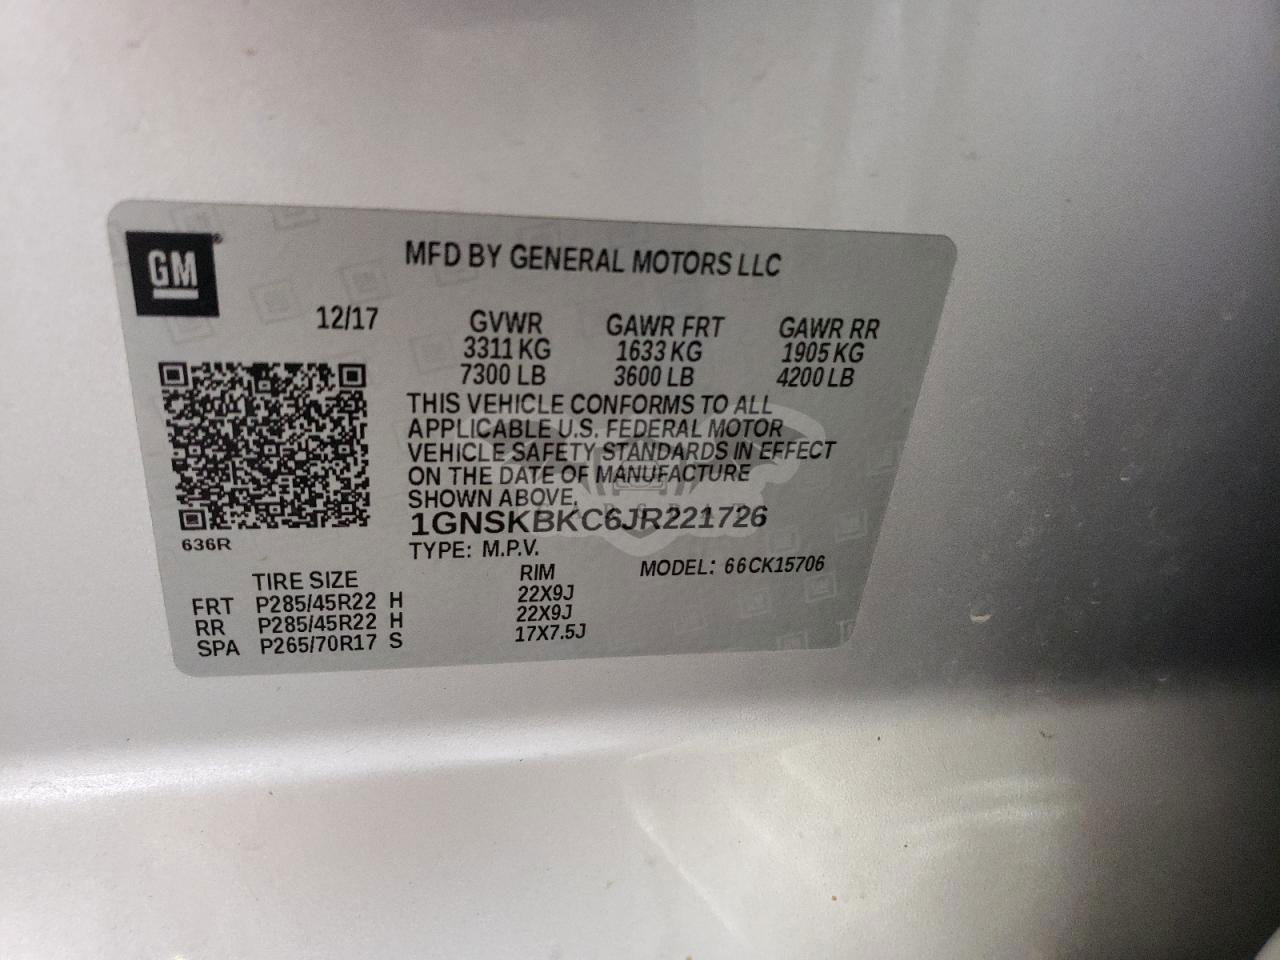 GM
MFD BY GENERAL MOTORS LLC
12/17
GVWR GAWR FRT GAWR RR
3311 KG 1633 KG 1905 KG
7300 LB 3600 LB 4200 LB
THIS VEHICLE CONFORMS TO ALL
APPLICABLE U.S. FEDERAL MOTOR
VEHICLE SAFETY STANDARDS IN EFFECT
ON THE DATE OF MANUFACTURE
SHOWN ABOVE.
1GNSKBKC6JR221726
636R
TYPE: M.P.V. MODEL: 66CK15706
TIRE SIZE RIM
FRT P285/45R22 H 22X9J
RR P285/45R22 H 22X9J
SPA P265/70R17 S 17X7.5J